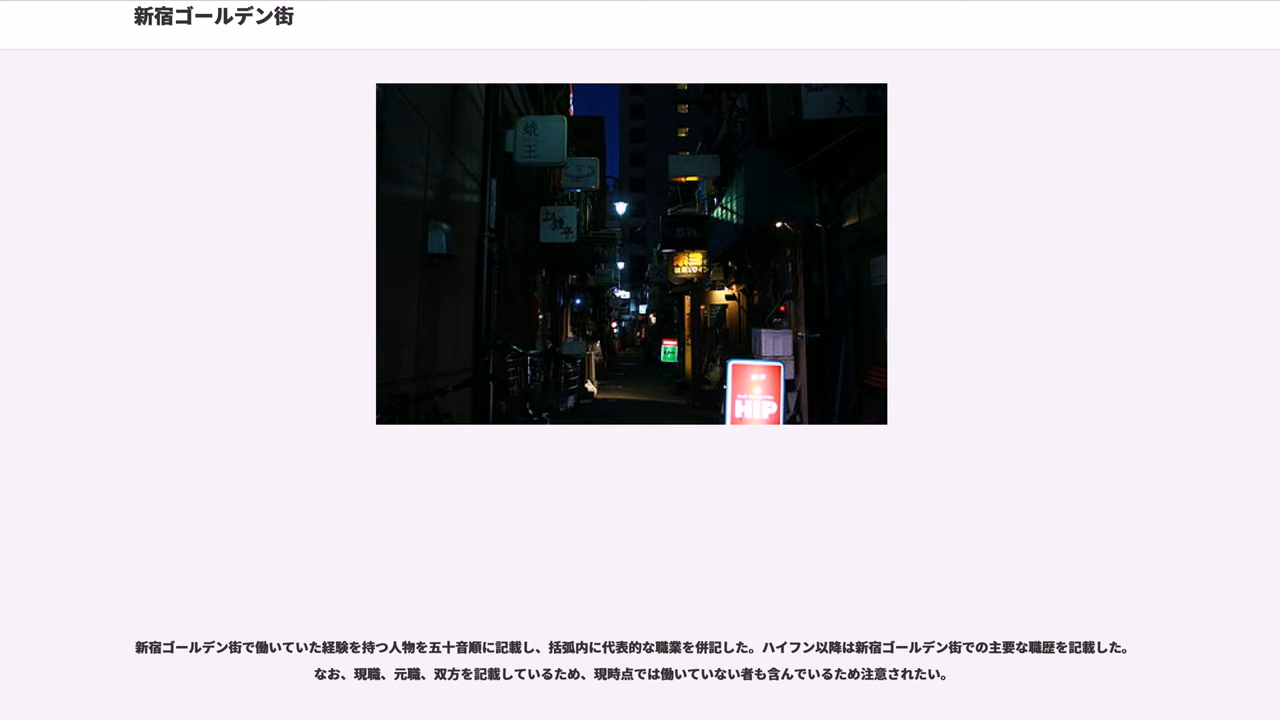 新宿ゴールデン街
蛾
王
大
HIP
新宿ゴールデン街で働いていた経験を持つ人物を五十音順に記載し、括弧内に代表的な職業を併記した。ハイフン以降は新宿ゴールデン街での主要な職歴を記載した。
なお、現職、元職、双方を記載しているため、現時点では働いていない者も含んでいるため注意されたい。